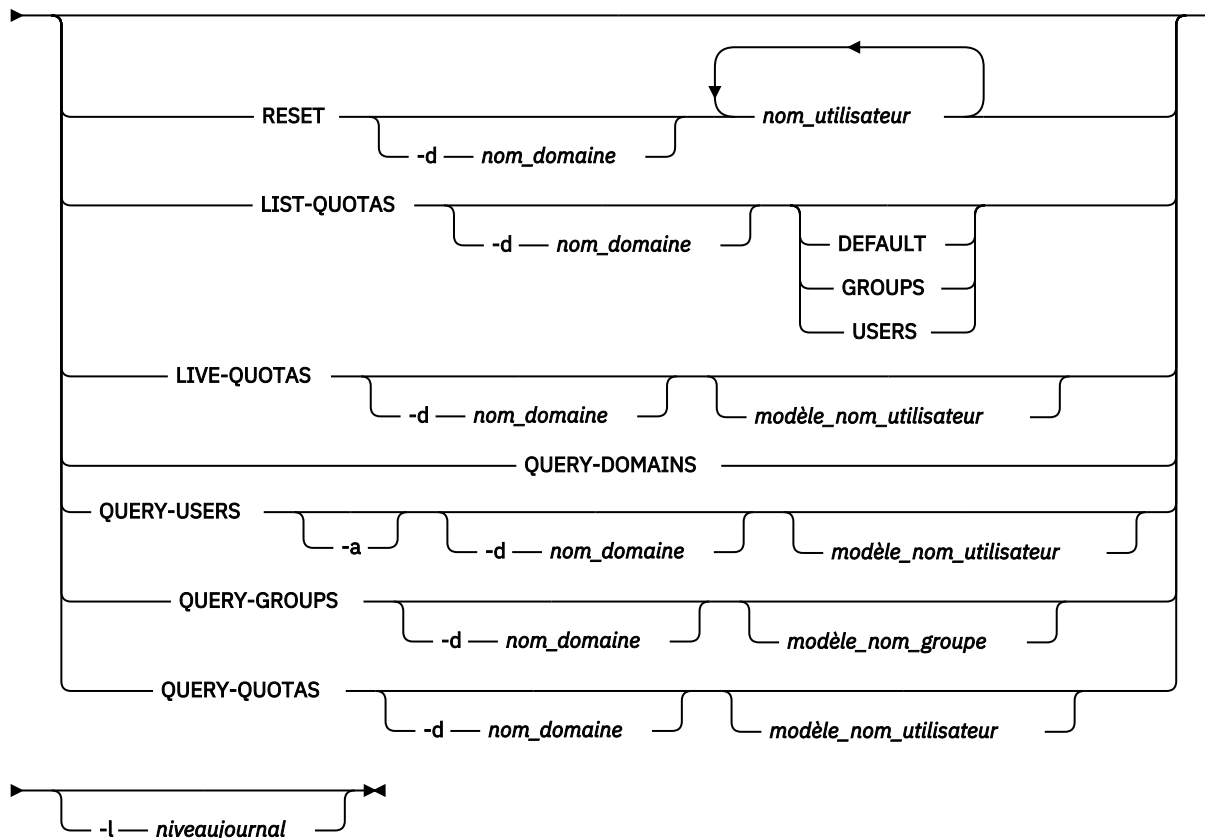 RESET nom_utilisateur
-d nom_domaine
LIST-QUOTAS
-d nom_domaine DEFAULT
GROUPS
USERS
LIVE-QUOTAS
-d nom_domaine modèle_nom_utilisateur
QUERY-DOMAINS
QUERY-USERS
-a -d nom_domaine modèle_nom_utilisateur
QUERY-GROUPS
-d nom_domaine modèle_nom_groupe
QUERY-QUOTAS
-d nom_domaine modèle_nom_utilisateur
-l niveaujournal